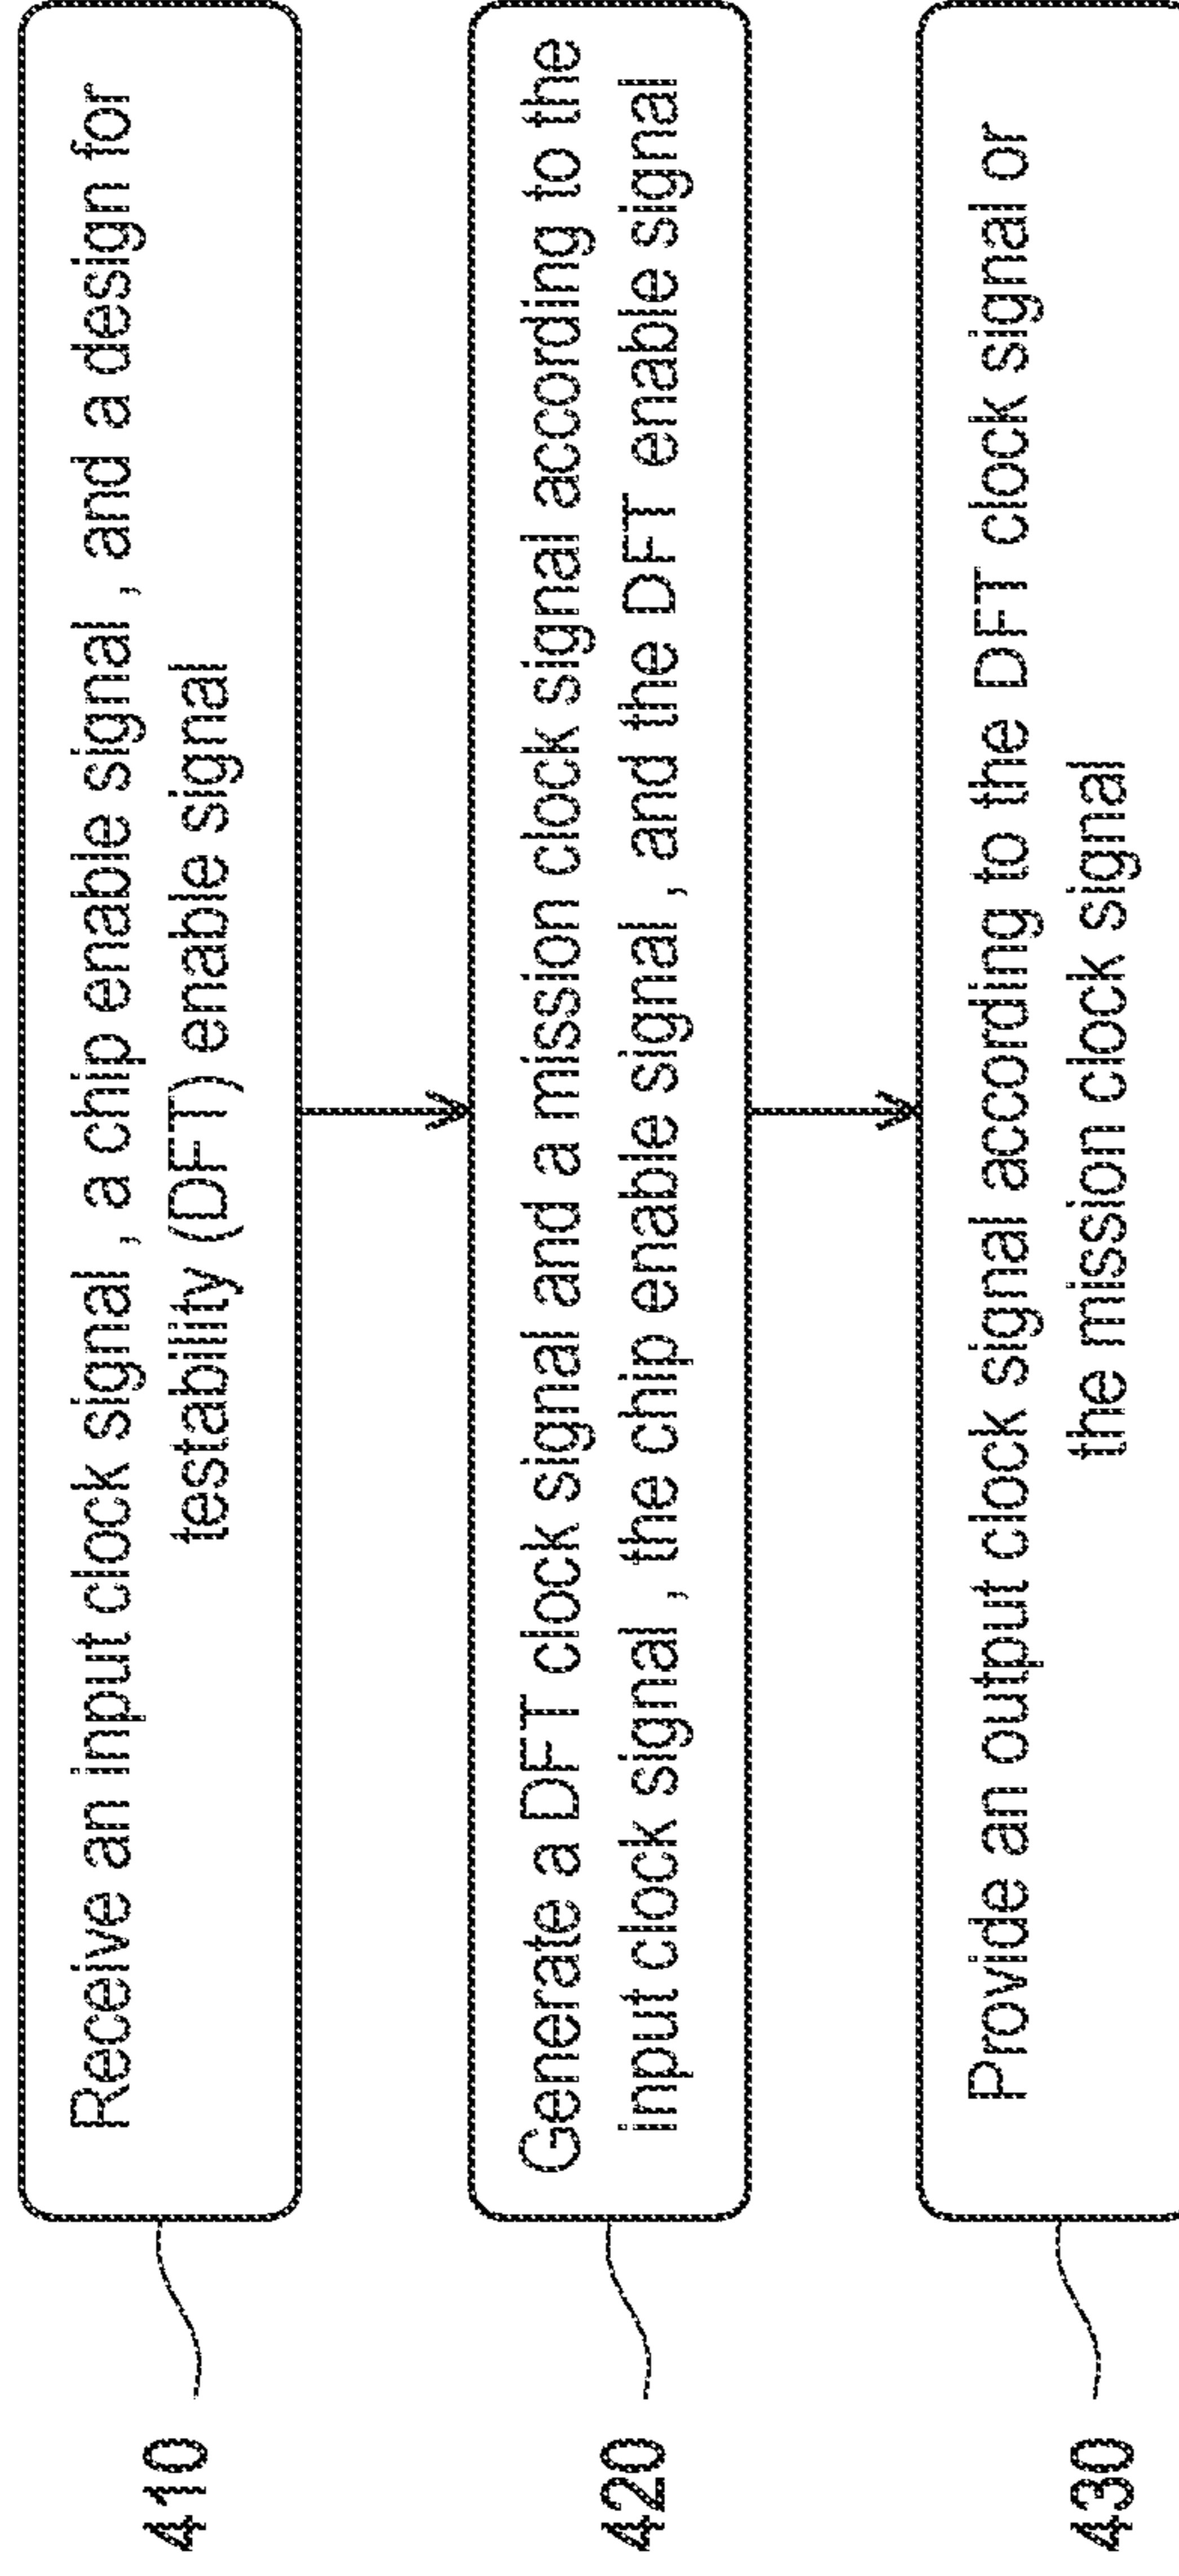 410
Receive an input clock signal , a chip enable signal , and a design for
testability (DFT) enable signal
420
Generate a DFT clock signal and a mission clock signal according to the
input clock signal , the chip enable signal , and the DFT enable signal
430
Provide an output clock signal according to the DFT clock signal or
the mission clock signal